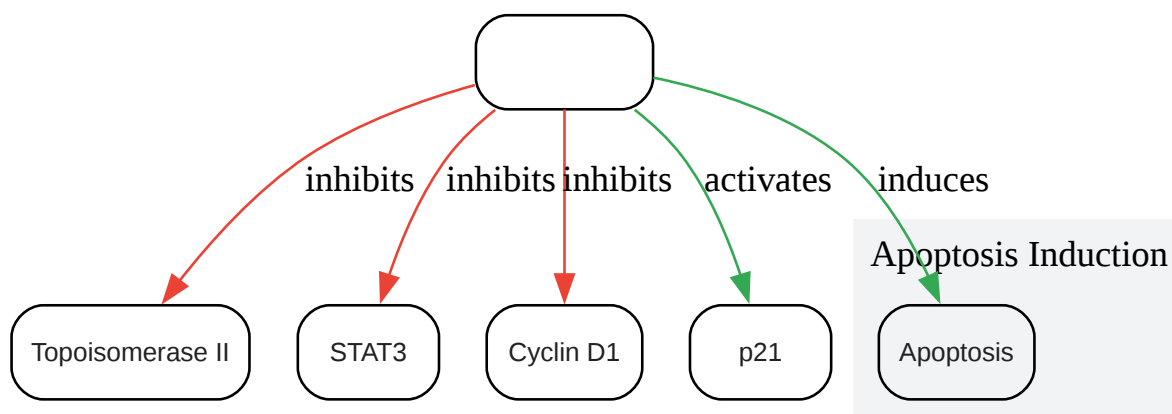 inhibits
inhibits
inhibits
activates
induces
Apoptosis Induction
Topoisomerase II
STAT3
Cyclin D1
p21
Apoptosis